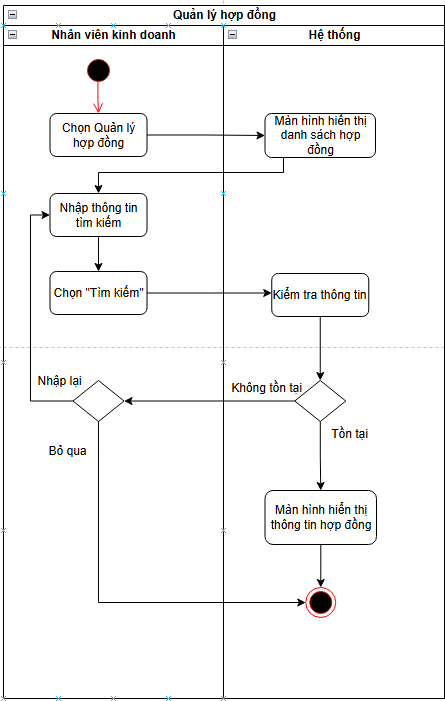 Quản lý hợp đồng
Nhân viên kinh doanh
Hệ thống
Chọn Quản lý
hợp đồng
Màn hình hiển thị
danh sách hợp
đồng
Nhập thông tin
tìm kiếm
Chọn "Tìm kiếm"
Kiểm tra thông tin
Nhập lại
Không tồn tại
Tồn tại
Bỏ qua
Màn hình hiển thị
thông tin hợp đồng